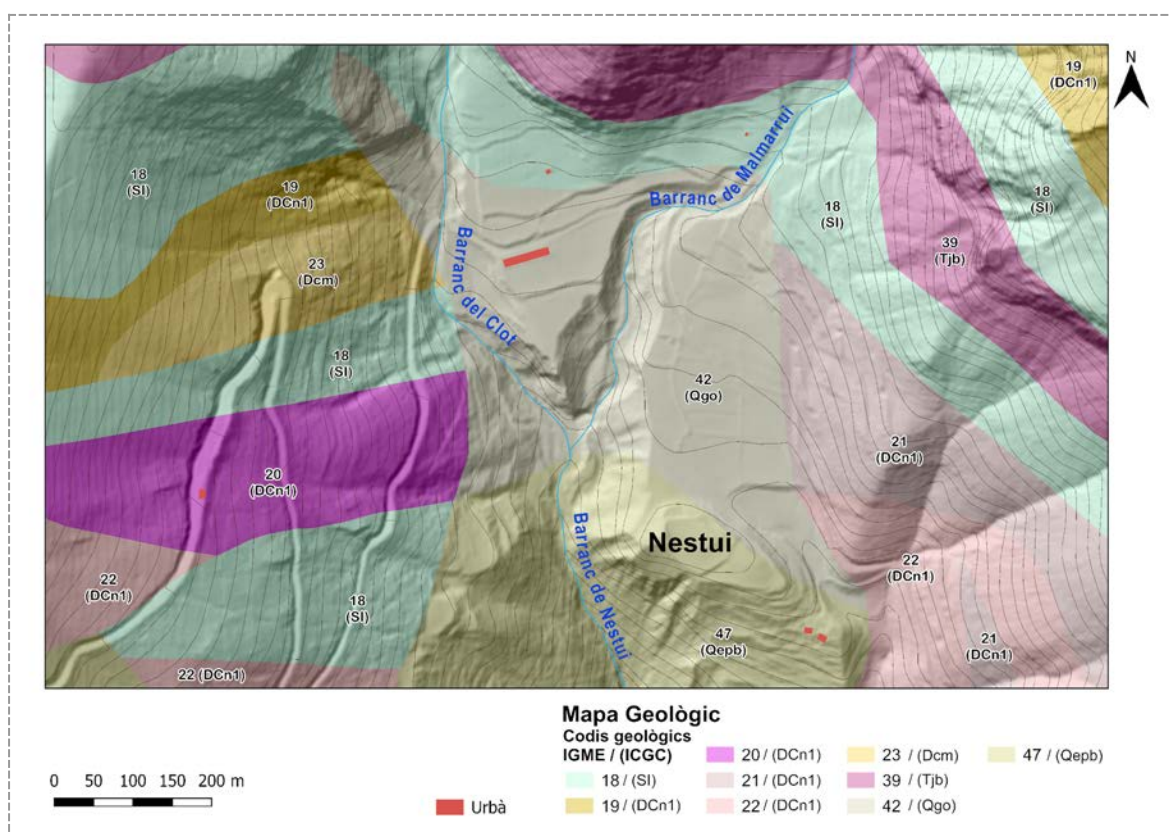 N
19
(DCn1)
18
(Sl)
19
(DCn1)
Barranc de Malmarrui
18
(Sl)
18
(Sl)
39
(Tjb)
23
(Dcm)
Barranc del Clot
18
(Sl)
42
(Qgo)
21
(DCn1)
20
(DCn1)
Nestui
22
(DCn1)
22
(DCn1)
18
(Sl)
Barranc de Nestui
47
(Qepb)
21
(DCn1)
22 (DCn1)
Mapa Geològic
Codis geològics
IGME / (ICGC)
18 / (Sl)
19 / (DCn1)
20 / (DCn1)
21 / (DCn1)
22 / (DCn1)
23 / (Dcm)
39 / (Tjb)
42 / (Qgo)
47 / (Qepb)
0 50 100 150 200 m
Urbà